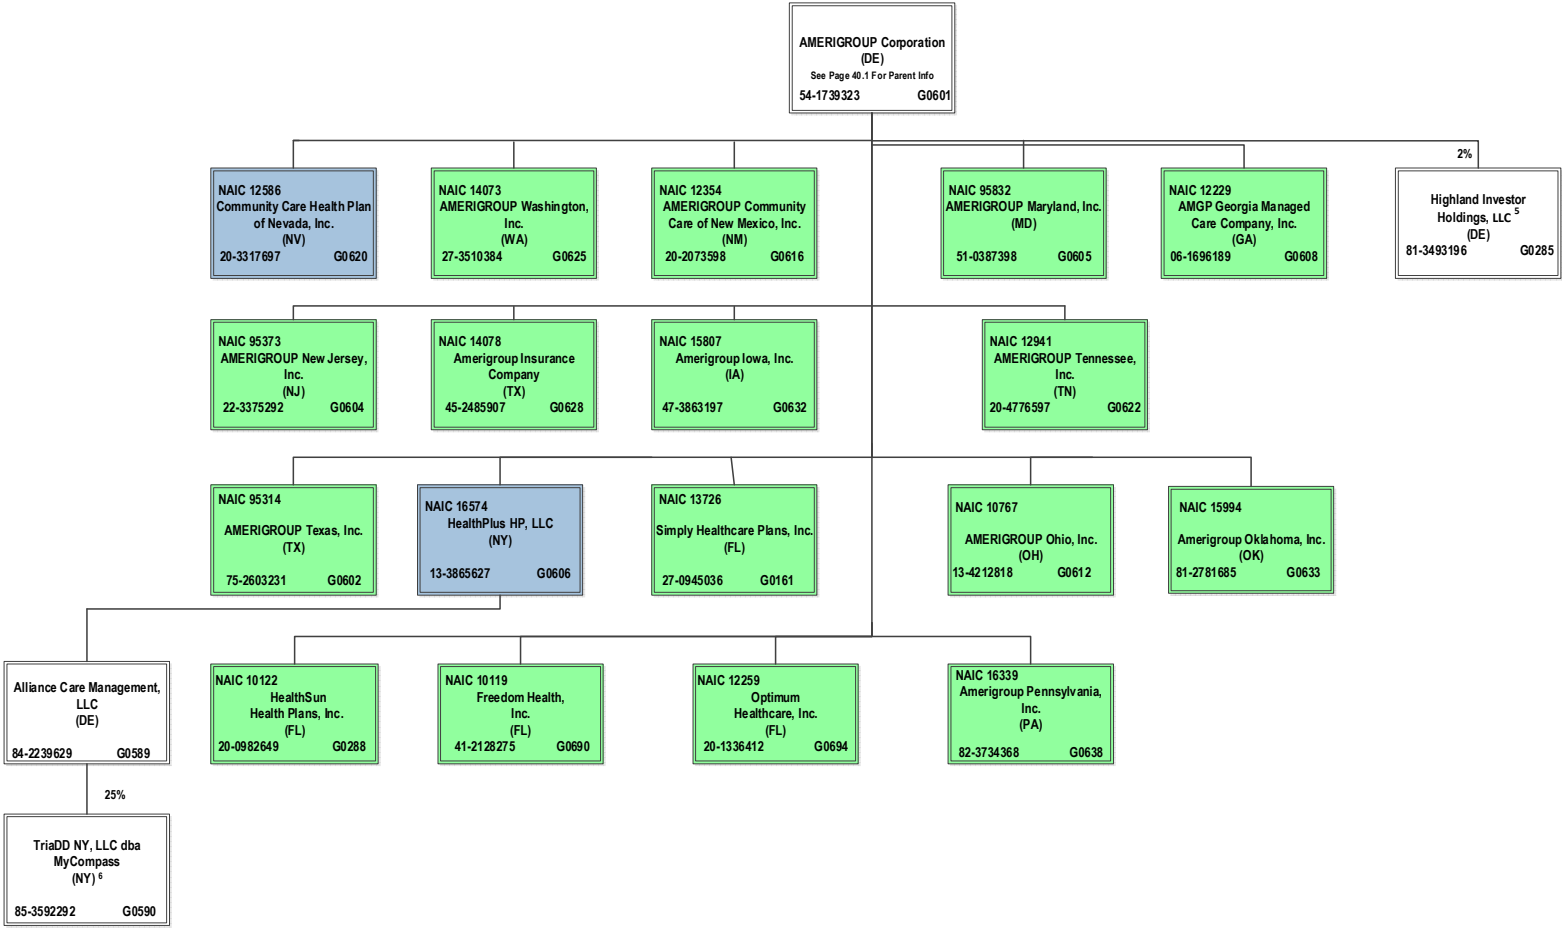 AMERIGROUP Corporation
(DE)
See Page 40.1 For Parent Info
54-1739323 G0601
2%
NAIC 12586
Community Care Health Plan
of Nevada, Inc.
(NV)
20-3317697 G0620
NAIC 14073
AMERIGROUP Washington,
Inc.
(WA)
27-3510384 G0625
NAIC 12354
AMERIGROUP Community
Care of New Mexico, Inc.
(NM)
20-2073598 G0616
NAIC 95832
AMERIGROUP Maryland, Inc.
(MD)
51-0387398 G0605
NAIC 12229
AMGP Georgia Managed
Care Company, Inc.
(GA)
06-1696189 G0608
Highland Investor
Holdings, LLC 5
(DE)
81-3493196 G0285
NAIC 95373
AMERIGROUP New Jersey,
Inc.
(NJ)
22-3375292 G0604
NAIC 14078
Amerigroup Insurance
Company
(TX)
45-2485907 G0628
NAIC 15807
Amerigroup Iowa, Inc.
(IA)
47-3863197 G0632
NAIC 12941
AMERIGROUP Tennessee,
Inc.
(TN)
20-4776597 G0622
NAIC 95314
AMERIGROUP Texas, Inc.
(TX)
75-2603231 G0602
NAIC 16574
HealthPlus HP, LLC
(NY)
13-3865627 G0606
NAIC 13726
Simply Healthcare Plans, Inc.
(FL)
27-0945036 G0161
NAIC 10767
AMERIGROUP Ohio, Inc.
(OH)
13-4212818 G0612
NAIC 15994
Amerigroup Oklahoma, Inc.
(OK)
81-2781685 G0633
Alliance Care Management,
LLC
(DE)
84-2239629 G0589
NAIC 10122
HealthSun
Health Plans, Inc.
(FL)
20-0982649 G0288
NAIC 10119
Freedom Health,
Inc.
(FL)
41-2128275 G0690
NAIC 12259
Optimum
Healthcare, Inc.
(FL)
20-1336412 G0694
NAIC 16339
Amerigroup Pennsylvania,
Inc.
(PA)
82-3734368 G0638
25%
TriaDD NY, LLC dba
MyCompass
(NY) 6
85-3592292 G0590